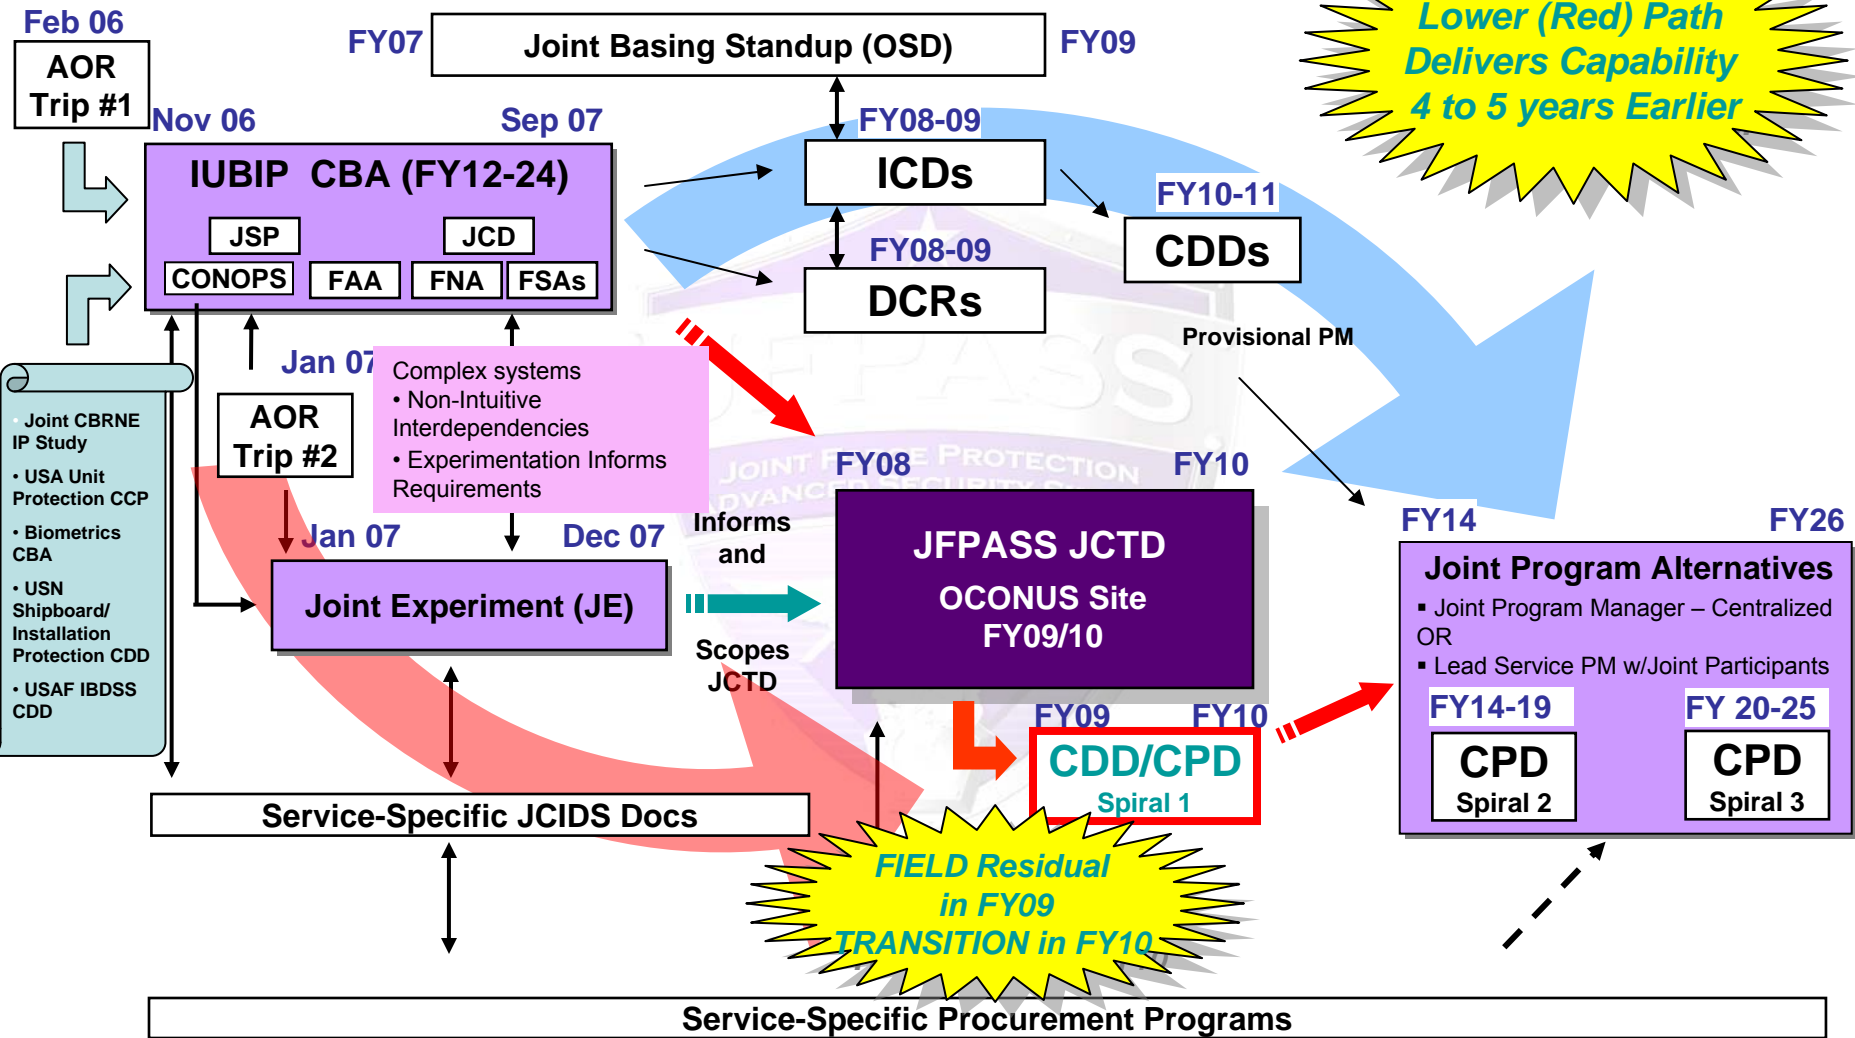 Feb 06
AOR
Trip #1
FY07
Joint Basing Standup (OSD)
FY09
Lower (Red) Path
Delivers Capability
4 to 5 years Earlier
Nov 06
Sep 07
IUBIP CBA (FY12-24)
JSP
JCD
CONOPS
FAA
FNA
FSAs
FY08-09
ICDs
FY08-09
DCRs
FY10-11
CDDs
Provisional PM
Jan 07
AOR
Trip #2
Complex systems
• Non-Intuitive
Interdependencies
• Experimentation Informs
Requirements
• Joint CBRNE
IP Study
• USA Unit
Protection CCP
• Biometrics
CBA
• USN
Shipboard/
Installation
Protection CDD
• USAF IBDSS
CDD
JFPASS
JOINT FORCE PROTECTION
ADVANCED SECURITY
Jan 07
Dec 07
Joint Experiment (JE)
Informs
and
Scopes
JCTD
FY08
FY10
JFPASS JCTD
OCONUS Site
FY09/10
FY09
FY10
CDD/CPD
Spiral 1
FY14
FY26
Joint Program Alternatives
▪ Joint Program Manager – Centralized
OR
▪ Lead Service PM w/Joint Participants
FY14-19
CPD
Spiral 2
FY 20-25
CPD
Spiral 3
Service-Specific JCIDS Docs
FIELD Residual
in FY09
TRANSITION in FY10
Service-Specific Procurement Programs